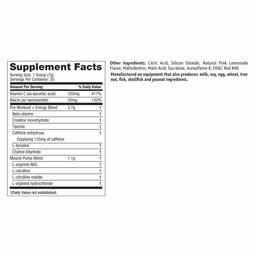 Supplement Facts
Serving Size: 1 Scoop (7g)
Servings Per Container: 30
Amount Per Serving % Daily Value
Vitamin C (as ascorbic acid) 250mg 417%
Niacin (as niacinamide) 30mg 150%
Pre-Workout + Energy Blend 3.7g †
Beta-alanine †
Creatine monohydrate †
Taurine †
Caffeine anhydrous †
Supplying 135mg of caffeine
L-tyrosine †
Choline bitartrate †
Muscle Pump Blend 1.1g †
L-arginine AKG †
L-citrulline †
L-citrulline malate †
L-arginine hydrochloride †
†Daily Value not established.
Other Ingredients: Citric Acid, Silicon Dioxide, Natural Pink Lemonade
Flavor, Maltodextrin, Malic Acid, Sucralose, Acesulfame-K, FD&C Red #40.
Manufactured on equipment that also produces: milk, soy, egg, wheat, tree
nut, fish, shellfish and peanut ingredients.